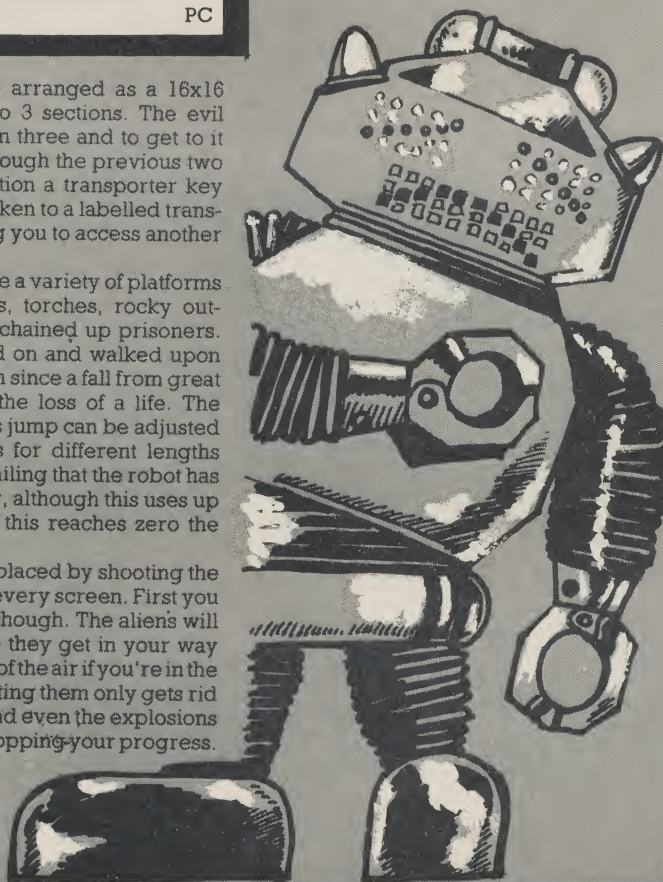 PC
arranged as a 16x16
o 3 sections. The evil
n three and to get to it
ough the previous two
tion a transporter key
ken to a labelled trans-
g you to access another
e a variety of platforms
s, torches, rocky out-
chained up prisoners.
d on and walked upon
n since a fall from great
the loss of a life. The
s jump can be adjusted
s for different lengths
ailing that the robot has
, although this uses up
this reaches zero the
placed by shooting the
every screen. First you
hough. The aliens will
they get in your way
of the air if you're in the
ting them only gets rid
nd even the explosions
opping your progress.